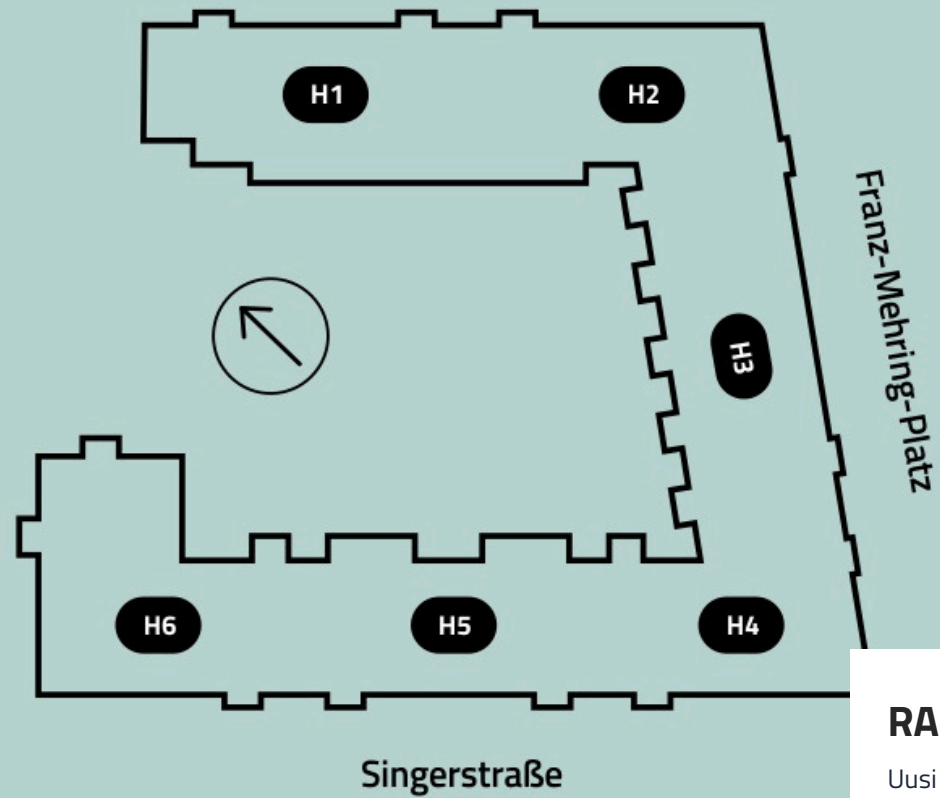 H1
H2
Franz-Mehring-Platz
H3
H6
H5
H4
RA
Uusi
Singerstraße